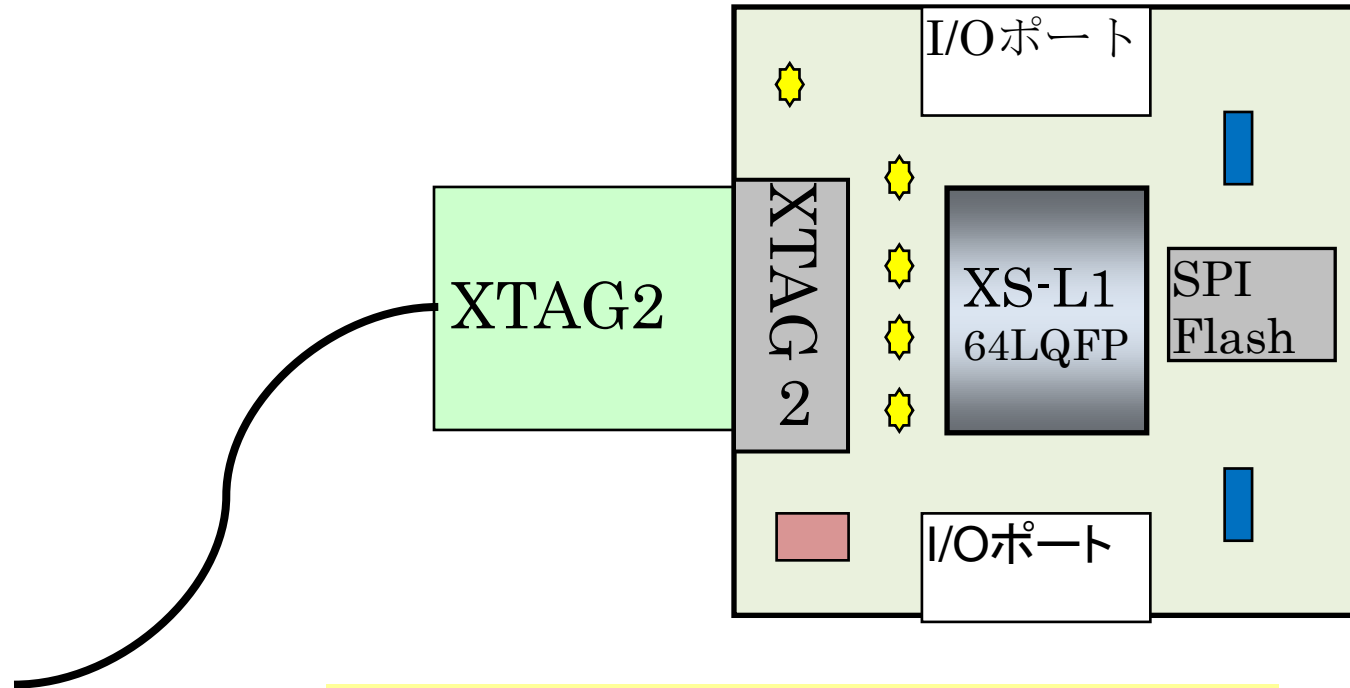 I/Oポート
XTAG2
XTAG
2
XS-L1
64LQFP
SPI
Flash
I/Oポート